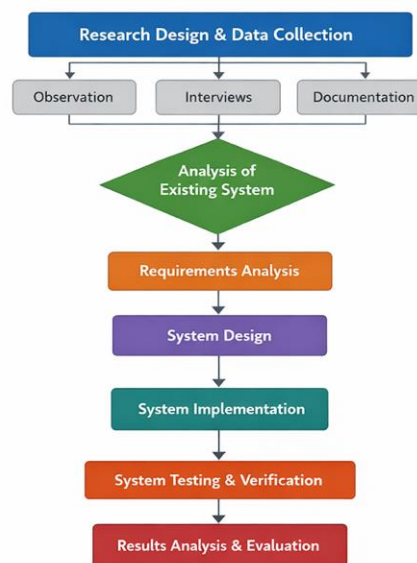 Research Design & Data Collection
Observation
Interviews
Documentation
Analysis of
Existing System
Requirements Analysis
System Design
System Implementation
System Testing & Verification
Results Analysis & Evaluation